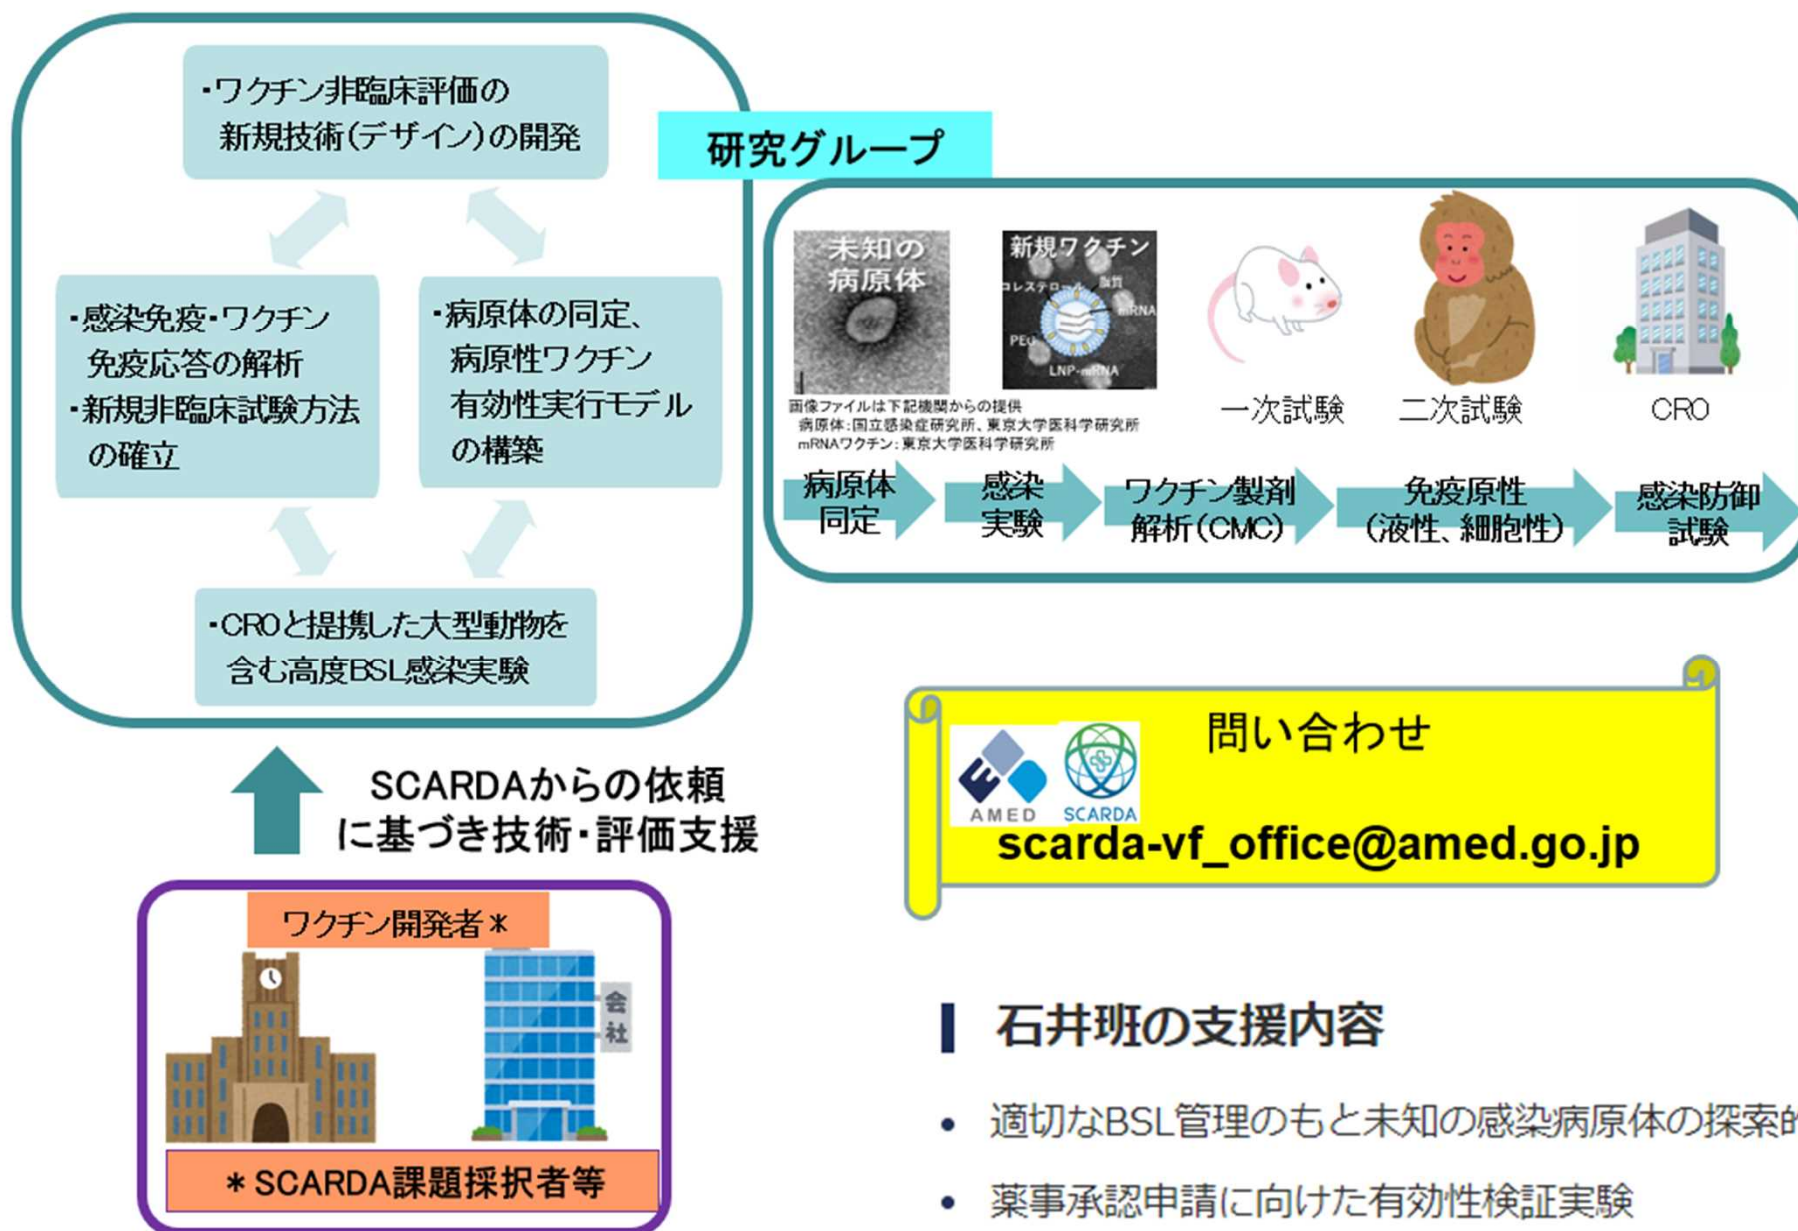 ・ワクチン非臨床評価の
新規技術(デザイン)の開発
・感染免疫・ワクチン
免疫応答の解析
・新規非臨床試験方法
の確立
・病原体の同定、
病原性ワクチン
有効性実行モデル
の構築
・CROと提携した大型動物を
含む高度BSL感染実験
研究グループ
未知の
病原体
新規ワクチン
コレステロール
脂質
mRNA
PEG
LNP-mRNA
画像ファイルは下記機関からの提供
病原体:国立感染症研究所、東京大学医科学研究所
mRNAワクチン:東京大学医科学研究所
一次試験
二次試験
CRO
病原体
同定
感染
実験
ワクチン製剤
解析(CMC)
免疫原性
(液性、細胞性)
感染防御
試験
SCARDAからの依頼
に基づき技術・評価支援
ワクチン開発者*
会社
*SCARDA課題採択者等
問い合わせ
AMED
SCARDA
scarda-vf_office@amed.go.jp
石井班の支援内容
• 適切なBSL管理のもと未知の感染病原体の探索的
• 薬事承認申請に向けた有効性検証実験